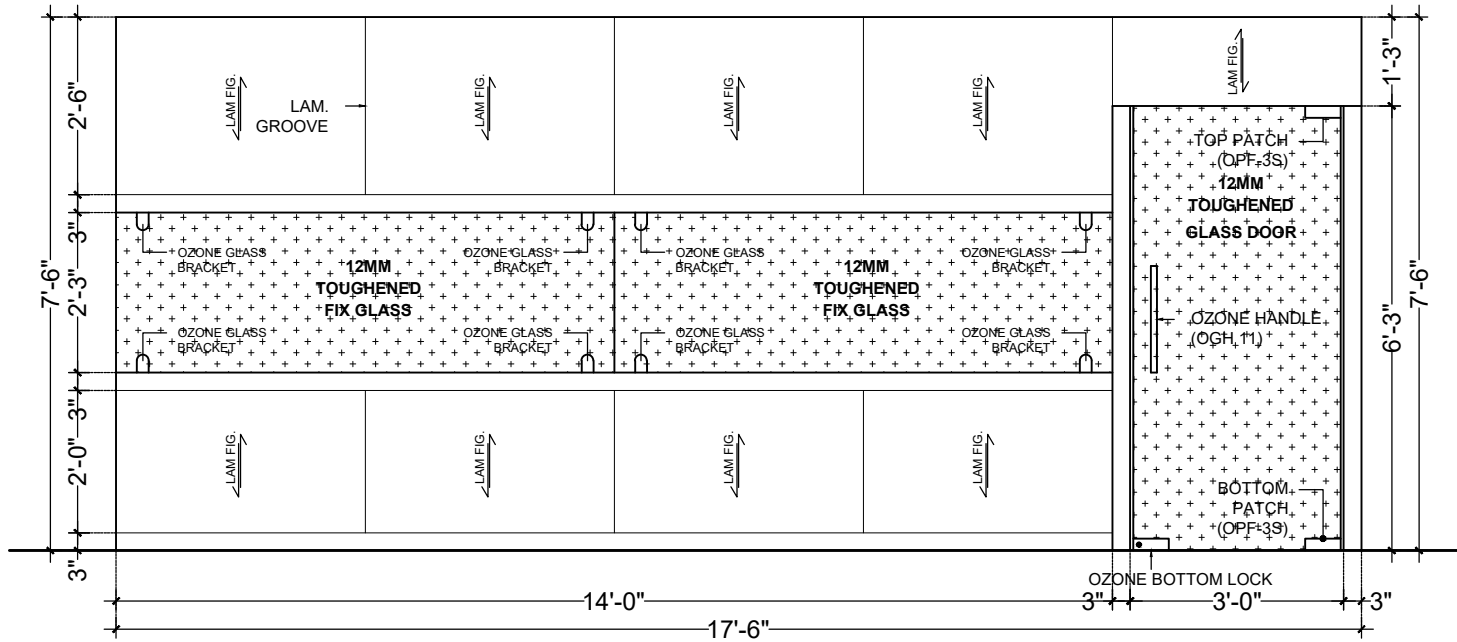 LAM FIG.
LAM FIG.
LAM FIG.
LAM FIG.
LAM FIG.
LAM.
GROOVE
TOP PATCH
(OPF-3S)
12MM
TOUGHENED
GLASS DOOR
OZONE GLASS
BRACKET
OZONE GLASS
BRACKET
OZONE GLASS
BRACKET
OZONE GLASS
BRACKET
12MM
TOUGHENED
FIX GLASS
12MM
TOUGHENED
FIX GLASS
OZONE GLASS
BRACKET
OZONE GLASS
BRACKET
OZONE GLASS
BRACKET
OZONE GLASS
BRACKET
OZONE HANDLE
(OGH 11)
LAM FIG.
LAM FIG.
LAM FIG.
LAM FIG.
BOTTOM
PATCH
(OPF-3S)
OZONE BOTTOM LOCK
7'-6"
2'-6"
3"
2'-3"
3"
2'-0"
3"
1'-3"
6'-3"
7'-6"
14'-0"
3"
3'-0"
3"
17'-6"